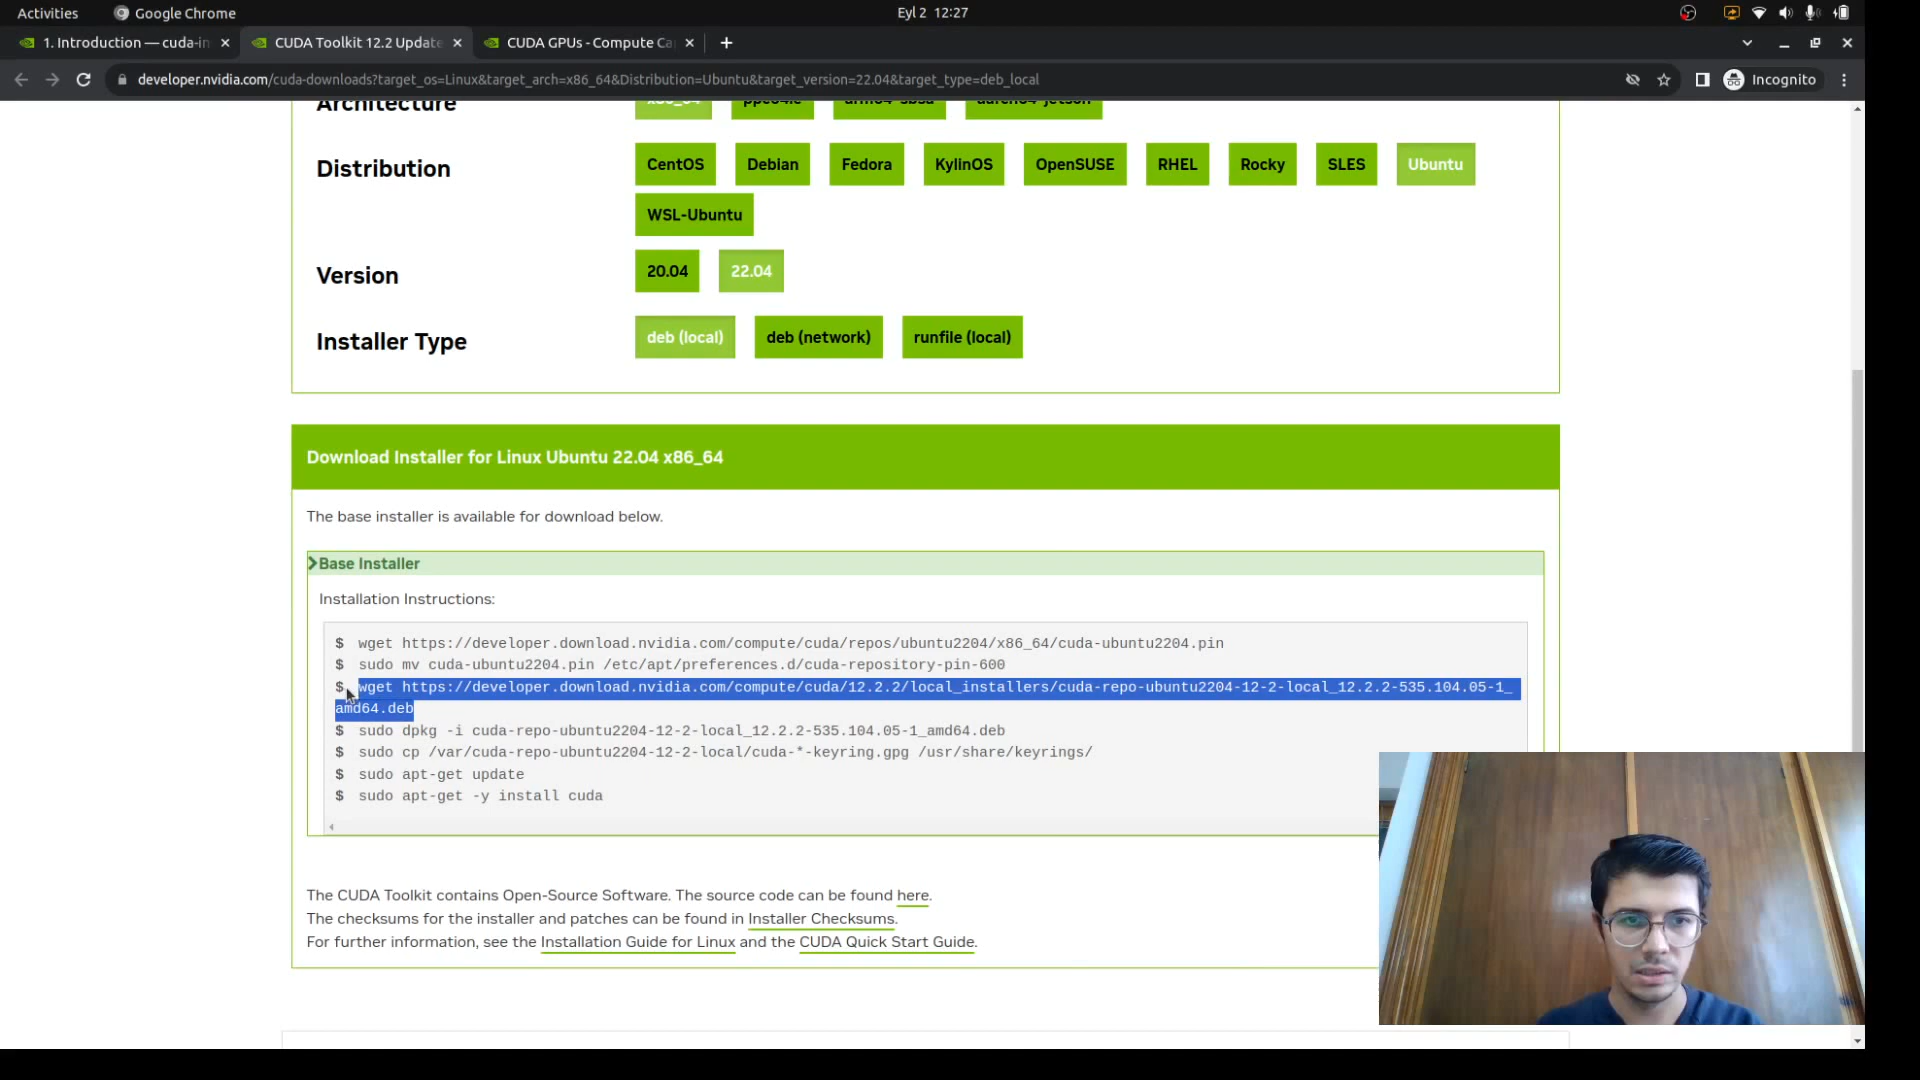 Activities Google Chrome Eyl 2 12:27
1. Introduction — cuda-in CUDA Toolkit 12.2 Update CUDA GPUs - Compute Ca
developer.nvidia.com/cuda-downloads?target_os=Linux&target_arch=x86_64&Distribution=Ubuntu&target_version=22.04&target_type=deb_local Incognito
Architecture x86_64 ppc64le arm64-sbsa aarch64-jetson
Distribution CentOS Debian Fedora KylinOS OpenSUSE RHEL Rocky SLES Ubuntu
WSL-Ubuntu
Version 20.04 22.04
Installer Type deb (local) deb (network) runfile (local)
Download Installer for Linux Ubuntu 22.04 x86_64
The base installer is available for download below.
Base Installer
Installation Instructions:
$ wget https://developer.download.nvidia.com/compute/cuda/repos/ubuntu2204/x86_64/cuda-ubuntu2204.pin
$ sudo mv cuda-ubuntu2204.pin /etc/apt/preferences.d/cuda-repository-pin-600
$ wget https://developer.download.nvidia.com/compute/cuda/12.2.2/local_installers/cuda-repo-ubuntu2204-12-2-local_12.2.2-535.104.05-1_
amd64.deb
$ sudo dpkg -i cuda-repo-ubuntu2204-12-2-local_12.2.2-535.104.05-1_amd64.deb
$ sudo cp /var/cuda-repo-ubuntu2204-12-2-local/cuda-*-keyring.gpg /usr/share/keyrings/
$ sudo apt-get update
$ sudo apt-get -y install cuda
The CUDA Toolkit contains Open-Source Software. The source code can be found here.
The checksums for the installer and patches can be found in Installer Checksums.
For further information, see the Installation Guide for Linux and the CUDA Quick Start Guide.